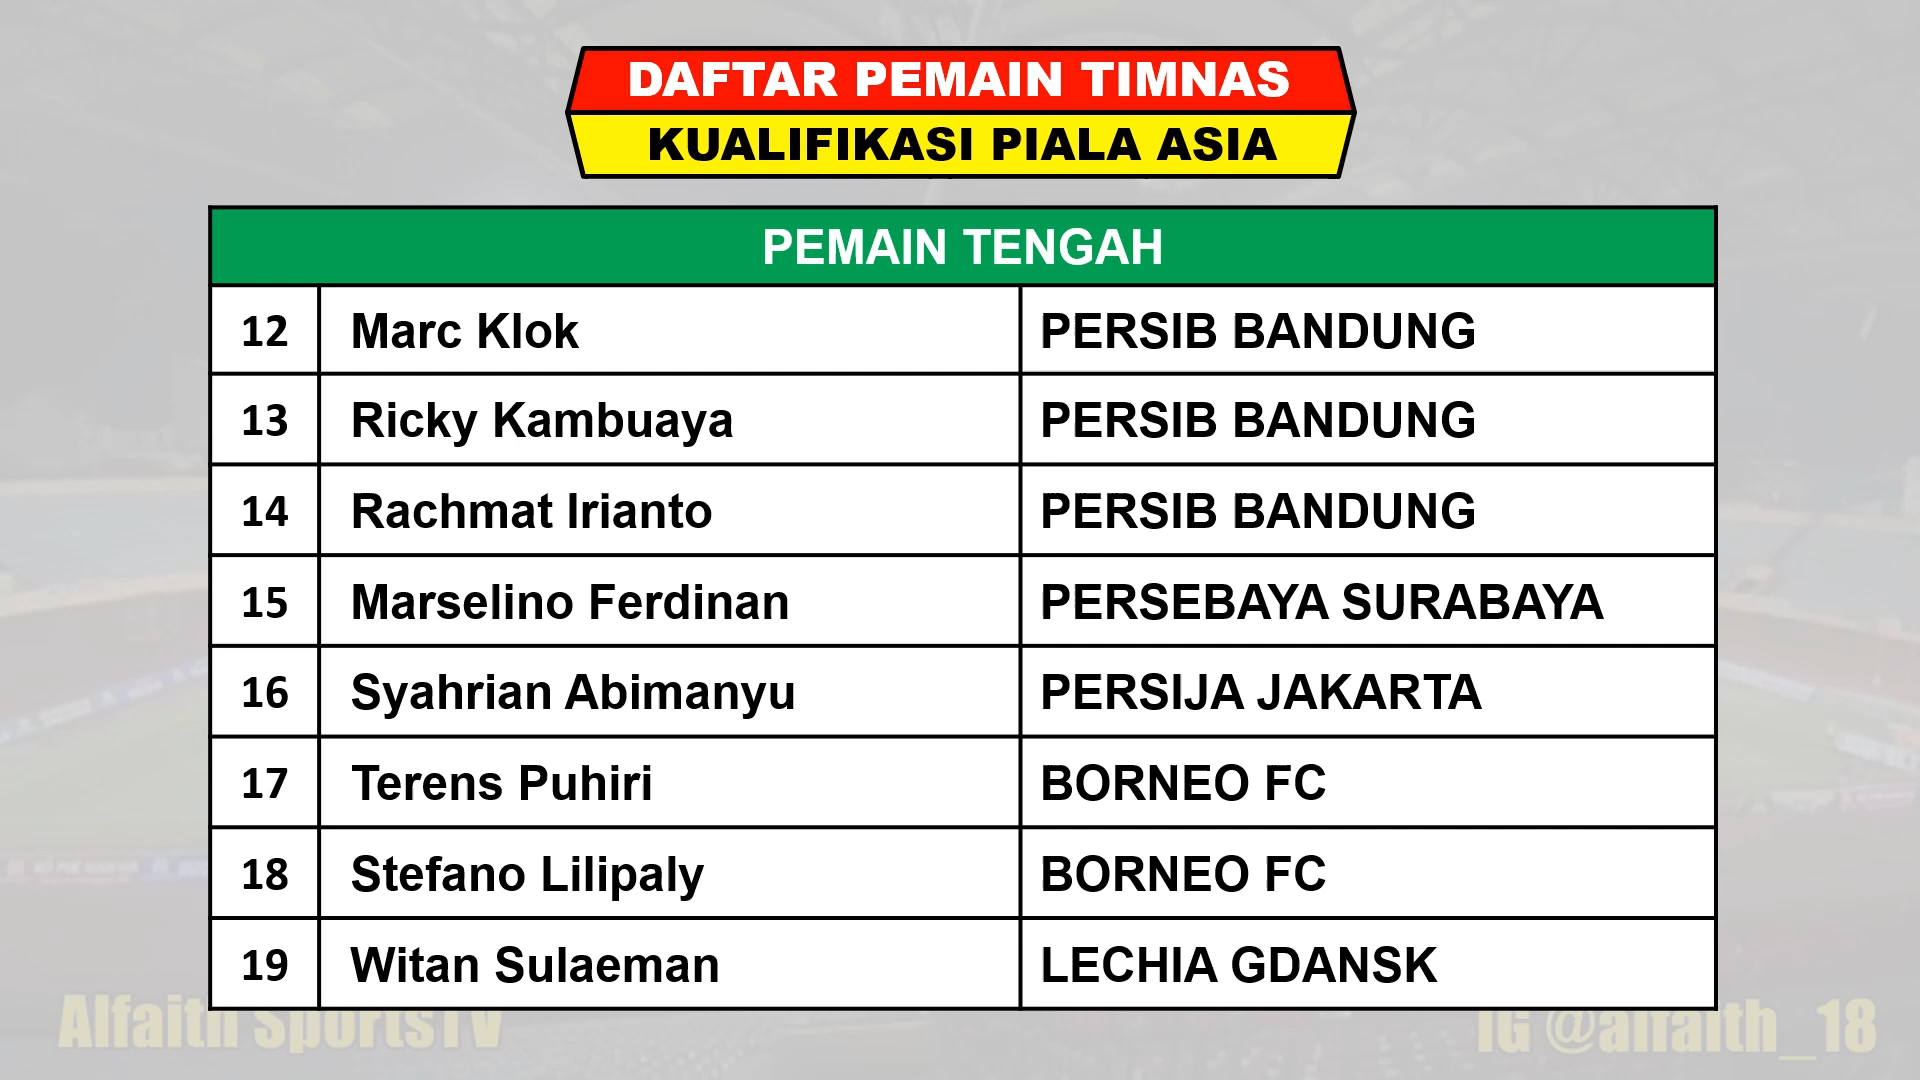 DAFTAR PEMAIN TIMNAS
KUALIFIKASI PIALA ASIA
PEMAIN TENGAH
12 Marc Klok PERSIB BANDUNG
13 Ricky Kambuaya PERSIB BANDUNG
14 Rachmat Irianto PERSIB BANDUNG
15 Marselino Ferdinan PERSEBAYA SURABAYA
16 Syahrian Abimanyu PERSIJA JAKARTA
17 Terens Puhiri BORNEO FC
18 Stefano Lilipaly BORNEO FC
19 Witan Sulaeman LECHIA GDANSK
Alfaith SportsTV
IG @alfaith_18